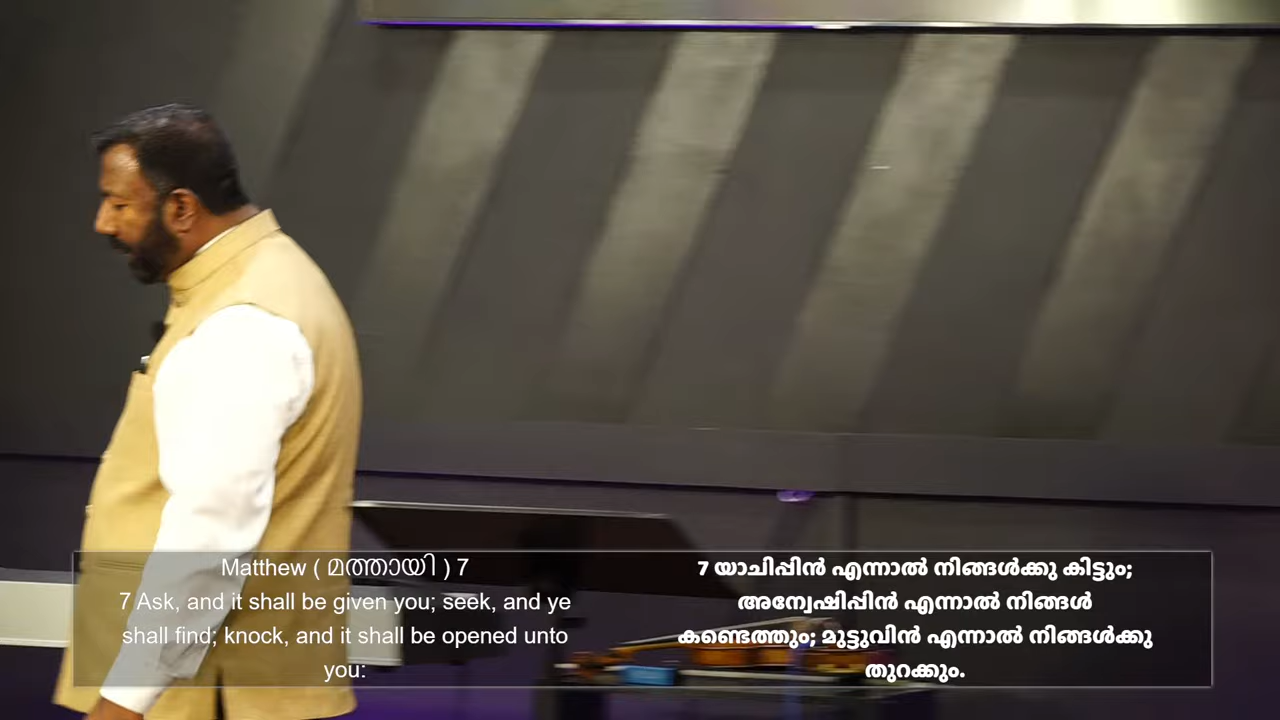 Matthew ( മത്തായി ) 7
7 Ask, and it shall be given you; seek, and ye
shall find; knock, and it shall be opened unto
you:
7 യാചിപ്പിൻ എന്നാൽ നിങ്ങൾക്കു കിട്ടും;
അന്വേഷിപ്പിൻ എന്നാൽ നിങ്ങൾ
കണ്ടെത്തും; മുട്ടുവിൻ എന്നാൽ നിങ്ങൾക്കു
തുറക്കും.